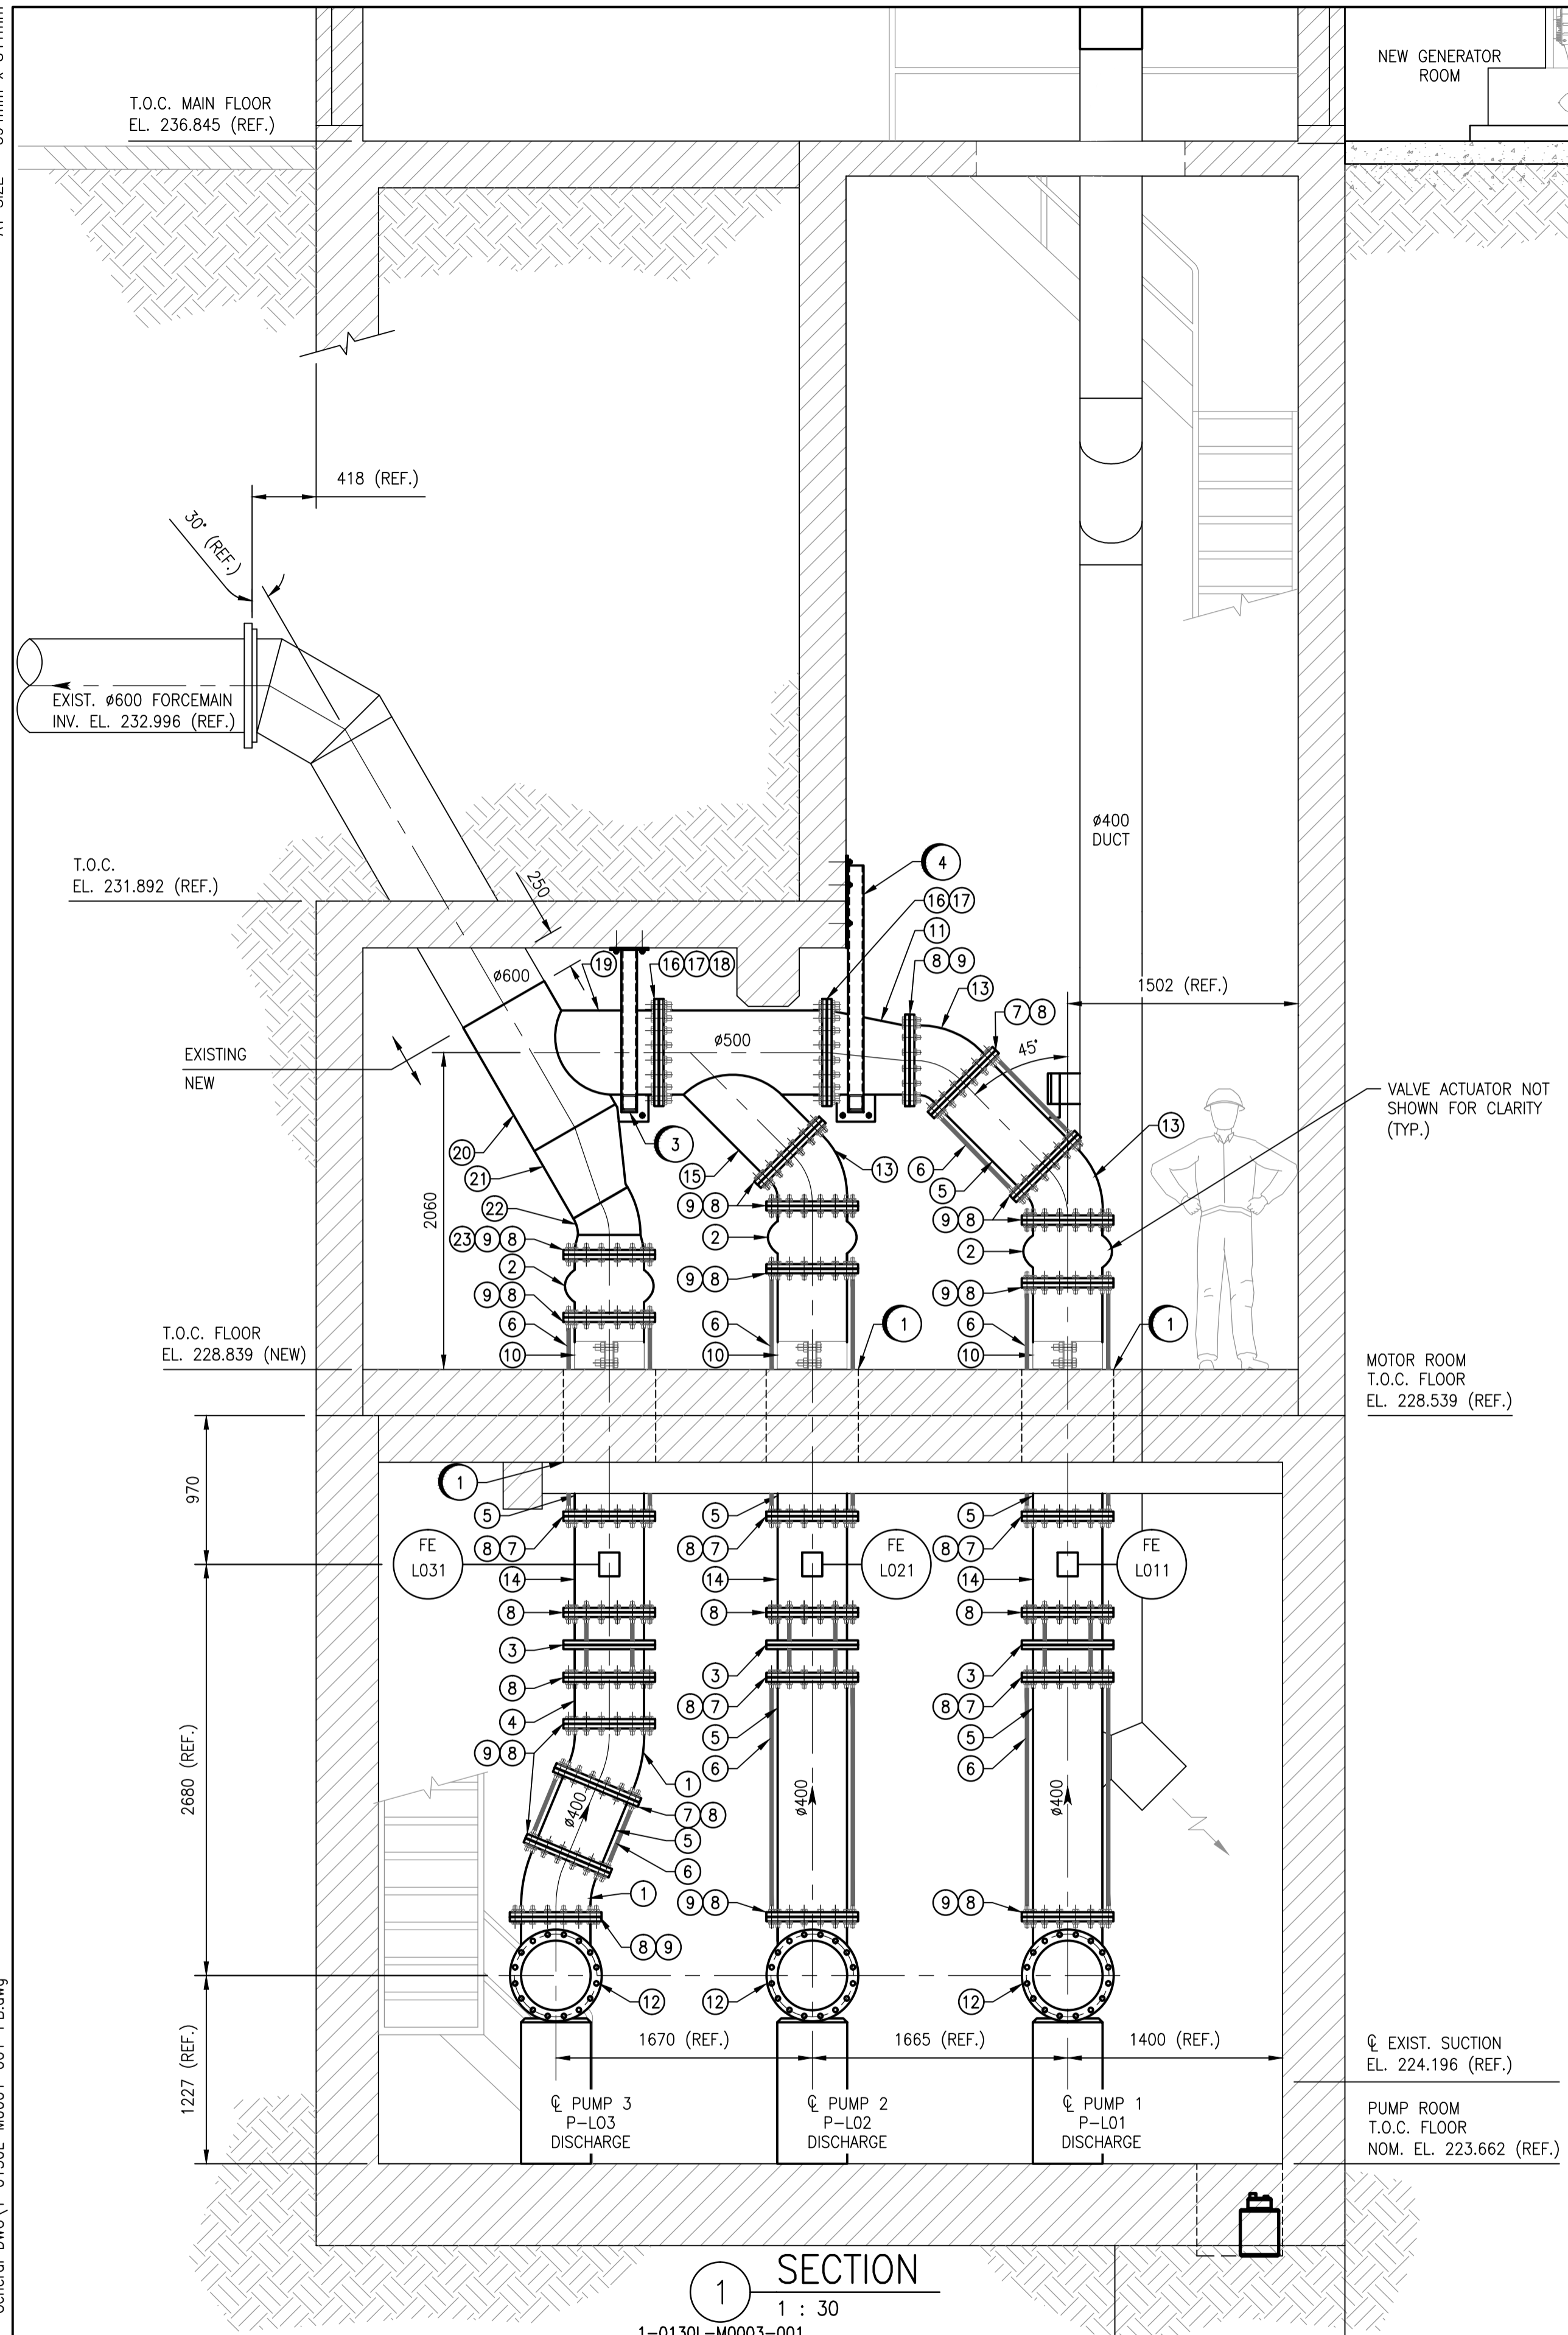 NEW GENERATOR
ROOM
T.O.C. MAIN FLOOR
EL. 236.845 (REF.)
418 (REF.)
30° (REF.)
EXIST. ø600 FORCEMAIN
INV. EL. 232.996 (REF.)
ø400
DUCT
T.O.C.
EL. 231.892 (REF.)
250
4
16 17
11
8 9
13
ø600
19
16 17 18
7 8
1502 (REF.)
ø500
45°
EXISTING
NEW
VALVE ACTUATOR NOT
SHOWN FOR CLARITY
(TYP.)
2060
20
21
3
15
13
6
5
13
22
9 8
9 8
23 9 8
2
2
2
9 8
9 8
9 8
6
6
1
6
1
10
10
10
T.O.C. FLOOR
EL. 228.839 (NEW)
MOTOR ROOM
T.O.C. FLOOR
EL. 228.539 (REF.)
970
1
5
5
5
8 7
8 7
8 7
FE
L031
FE
L021
FE
L011
14
14
14
8
8
8
3
3
3
8
8 7
8 7
4
5
5
9 8
6
6
2680 (REF.)
1
7 8
5
6
ø400
ø400
ø400
1
9 8
9 8
8 9
12
12
12
1227 (REF.)
1670 (REF.)
1665 (REF.)
1400 (REF.)
℄ EXIST. SUCTION
EL. 224.196 (REF.)
℄ PUMP 3
P-L03
DISCHARGE
℄ PUMP 2
P-L02
DISCHARGE
℄ PUMP 1
P-L01
DISCHARGE
PUMP ROOM
T.O.C. FLOOR
NOM. EL. 223.662 (REF.)
1
SECTION
1 : 30
1-0130L-M0003-001